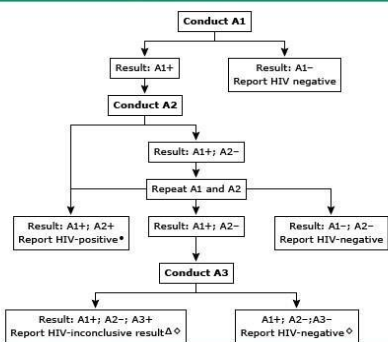 Conduct A1
Result: A1+
Result: A1–
Report HIV negative
Conduct A2
Result: A1+; A2–
Repeat A1 and A2
Result: A1+; A2+
Report HIV-positive•
Result: A1+; A2–
Result: A1–; A2–
Report HIV-negative
Conduct A3
Result: A1+; A2–; A3+
Report HIV-inconclusive resultΔ◇
A1+; A2–;A3–
Report HIV-negative◇